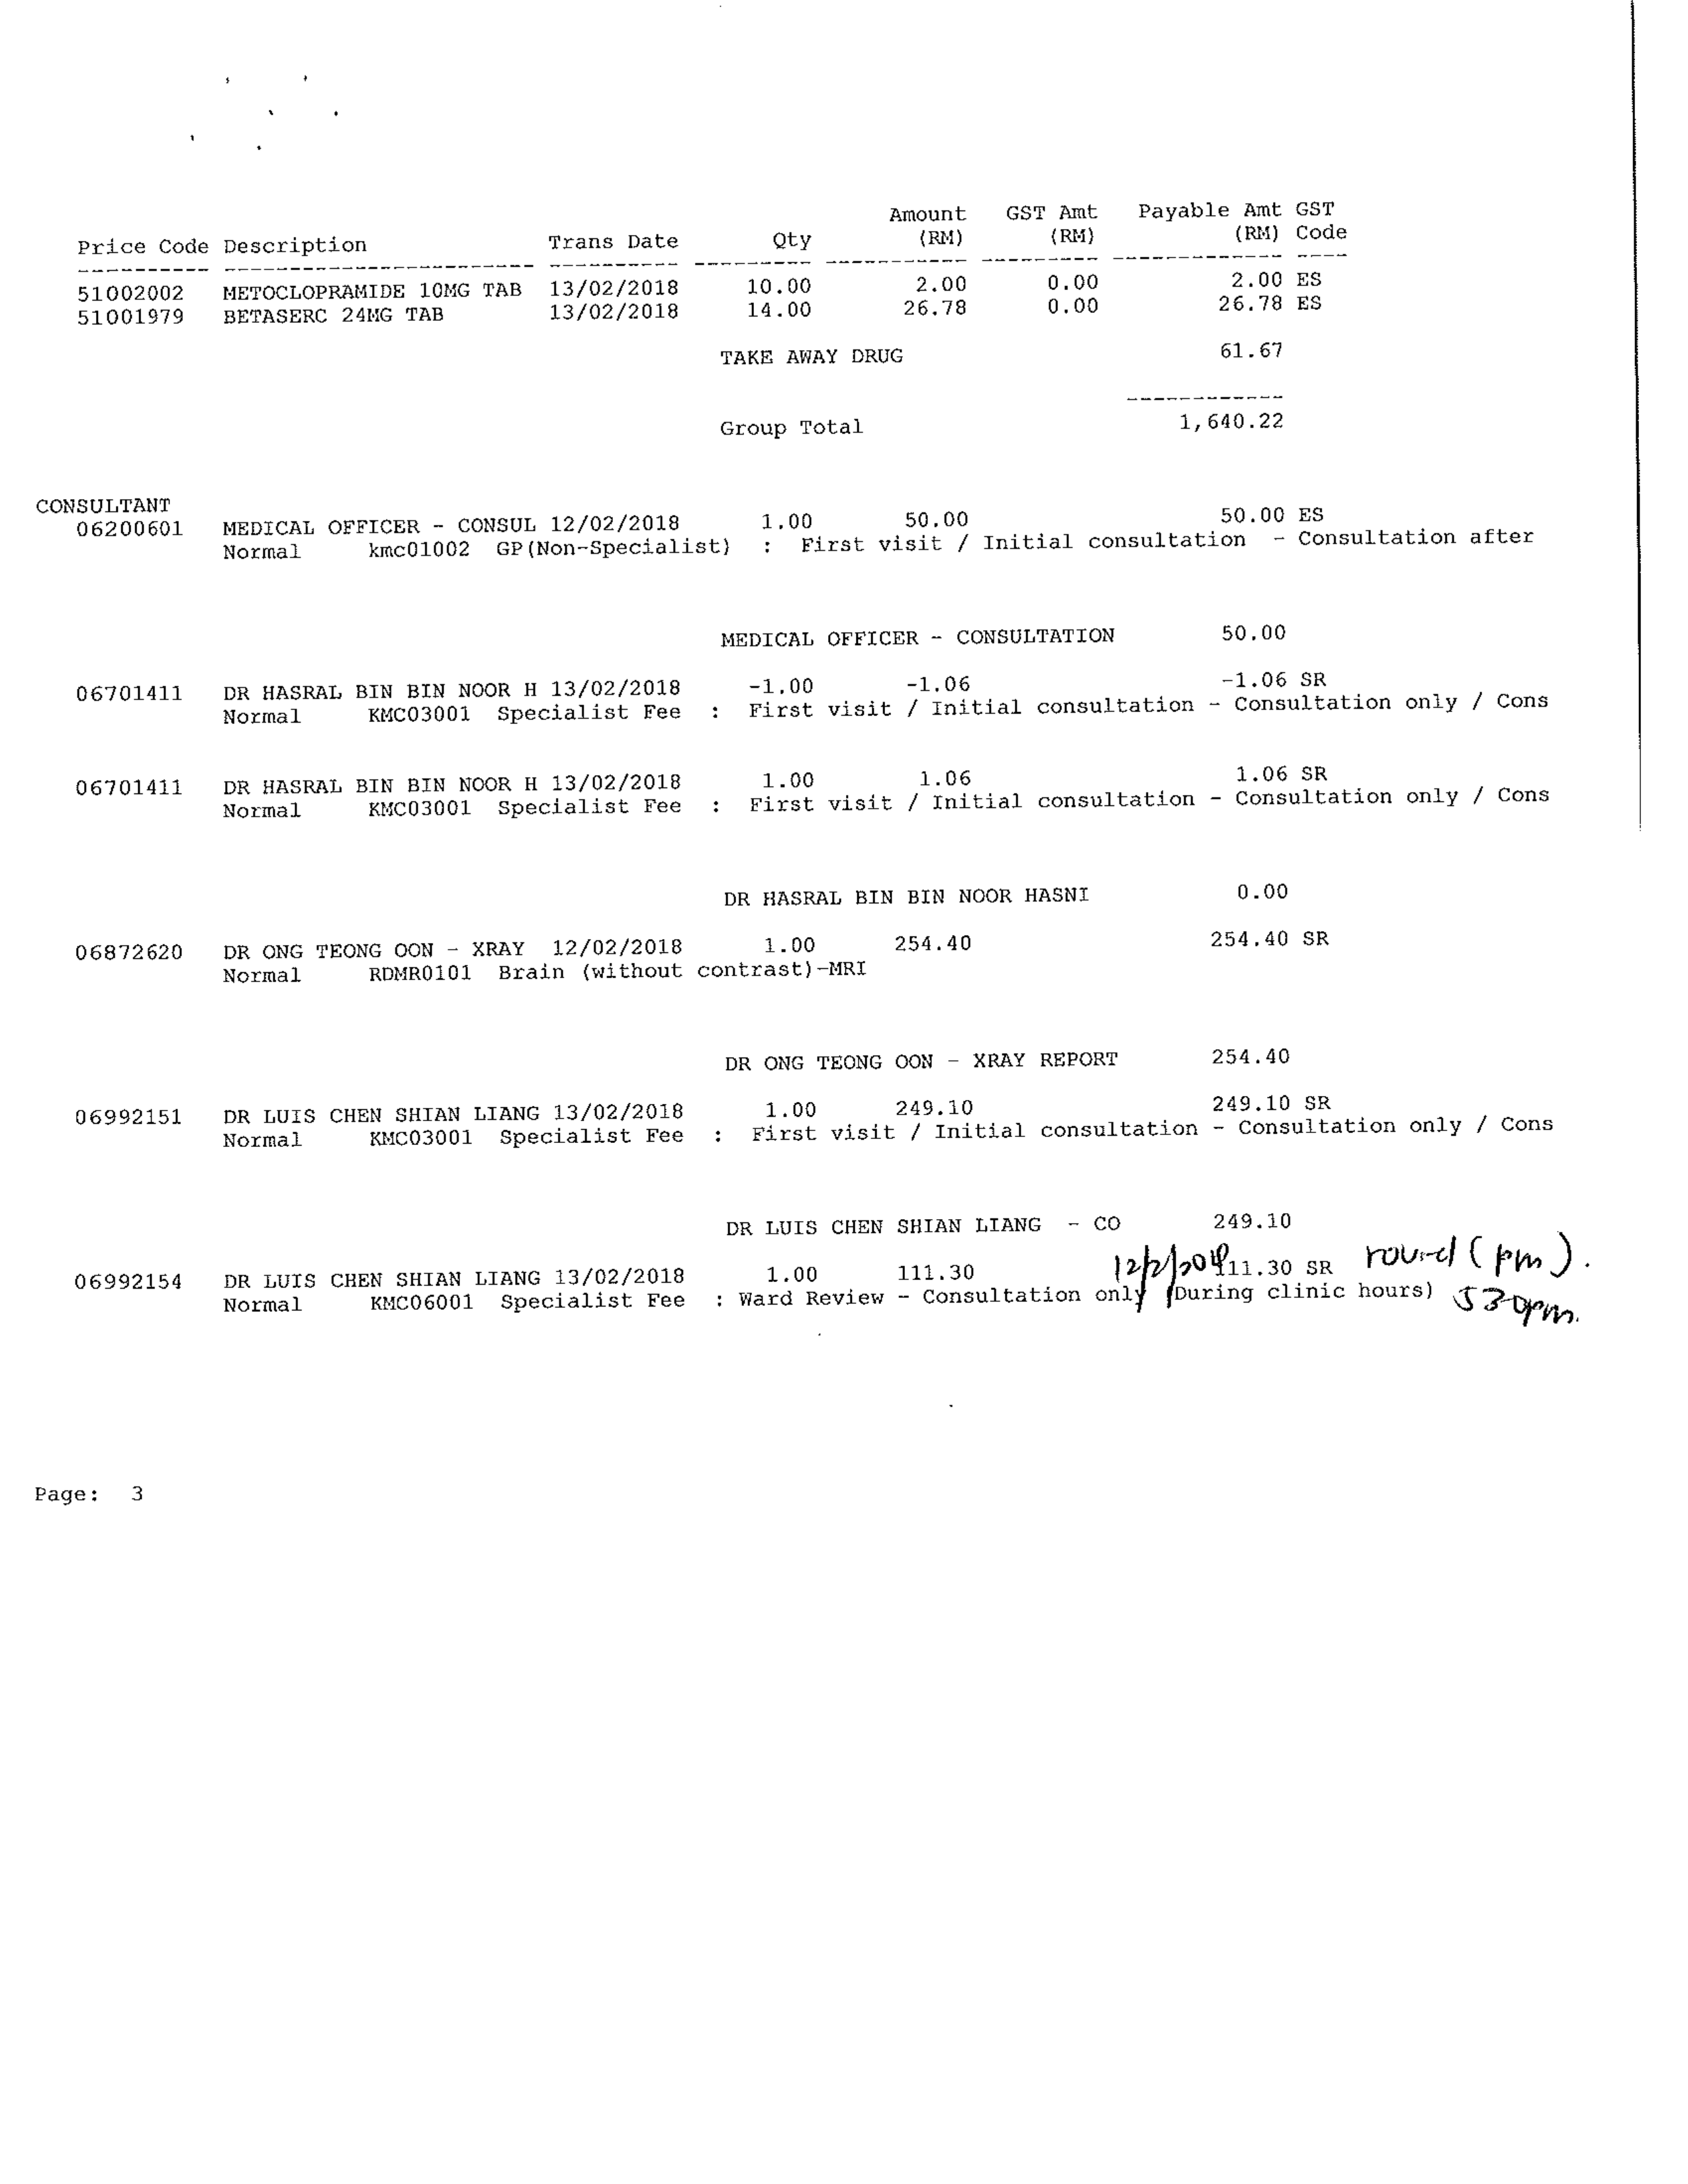 Amount GST Amt Payable Amt GST
Price Code Description Trans Date Qty (RM) (RM) (RM) Code
---------- ----------------------- ---------- --------- ----------- --------- ------------- ----
51002002 METOCLOPRAMIDE 10MG TAB 13/02/2018 10.00 2.00 0.00 2.00 ES
51001979 BETASERC 24MG TAB 13/02/2018 14.00 26.78 0.00 26.78 ES
TAKE AWAY DRUG 61.67
------------
Group Total 1,640.22
CONSULTANT
06200601 MEDICAL OFFICER - CONSUL 12/02/2018 1.00 50.00 50.00 ES
Normal kmc01002 GP(Non-Specialist) : First visit / Initial consultation - Consultation after
MEDICAL OFFICER - CONSULTATION 50.00
06701411 DR HASRAL BIN BIN NOOR H 13/02/2018 -1.00 -1.06 -1.06 SR
Normal KMC03001 Specialist Fee : First visit / Initial consultation - Consultation only / Cons
06701411 DR HASRAL BIN BIN NOOR H 13/02/2018 1.00 1.06 1.06 SR
Normal KMC03001 Specialist Fee : First visit / Initial consultation - Consultation only / Cons
DR HASRAL BIN BIN NOOR HASNI 0.00
06872620 DR ONG TEONG OON - XRAY 12/02/2018 1.00 254.40 254.40 SR
Normal RDMR0101 Brain (without contrast)-MRI
DR ONG TEONG OON - XRAY REPORT 254.40
06992151 DR LUIS CHEN SHIAN LIANG 13/02/2018 1.00 249.10 249.10 SR
Normal KMC03001 Specialist Fee : First visit / Initial consultation - Consultation only / Cons
DR LUIS CHEN SHIAN LIANG - CO 249.10
06992154 DR LUIS CHEN SHIAN LIANG 13/02/2018 1.00 111.30 12/2/2018 111.30 SR round (pm).
Normal KMC06001 Specialist Fee : Ward Review - Consultation only (During clinic hours) 530pm.
Page: 3